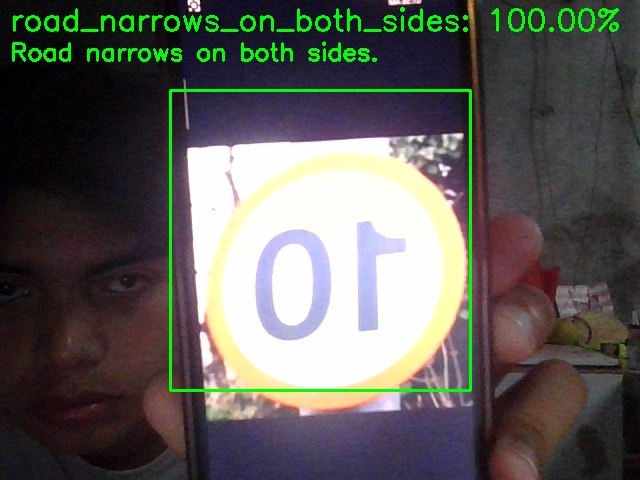 road_narrows_on_both_sides: 100.00%
Road narrows on both sides.
10